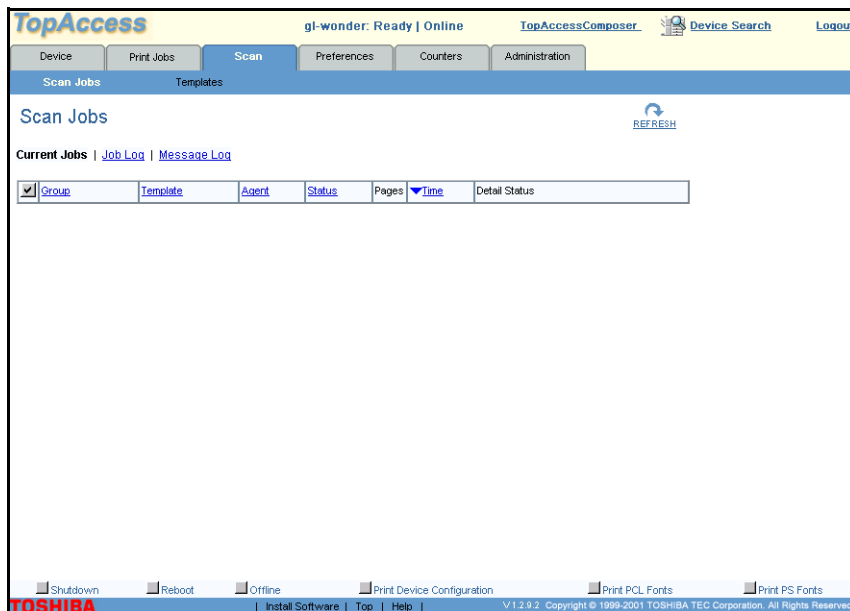 TopAccess gl-wonder: Ready | Online TopAccessComposer Device Search Logout
Device Print Jobs Scan Preferences Counters Administration
Scan Jobs Templates
Scan Jobs
REFRESH
Current Jobs | Job Log | Message Log
Group Template Agent Status Pages Time Detail Status
Shutdown Reboot Offline Print Device Configuration Print PCL Fonts Print PS Fonts
TOSHIBA | Install Software | Top | Help | V1.2.9.2 Copyright © 1999-2001 TOSHIBA TEC Corporation. All Rights Reserved